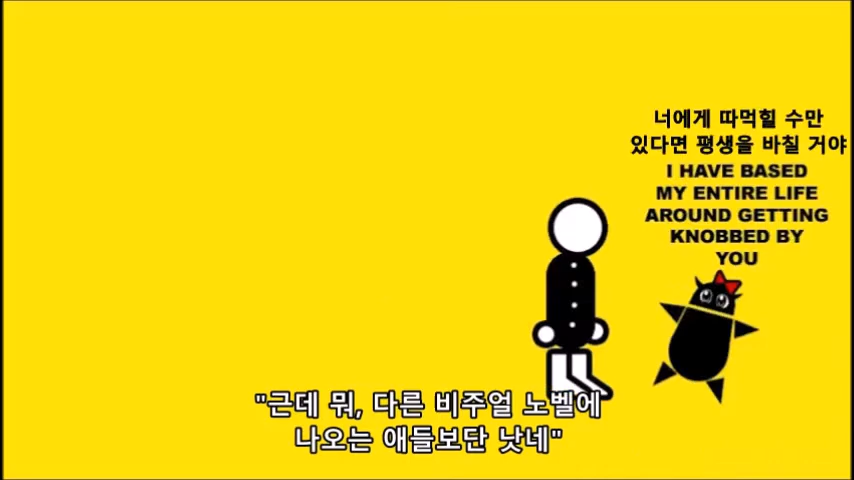 너에게 따먹힐 수만
있다면 평생을 바칠 거야
I HAVE BASED
MY ENTIRE LIFE
AROUND GETTING
KNOBBED BY
YOU
"근데 뭐, 다른 비주얼 노벨에
나오는 애들보단 낫네"